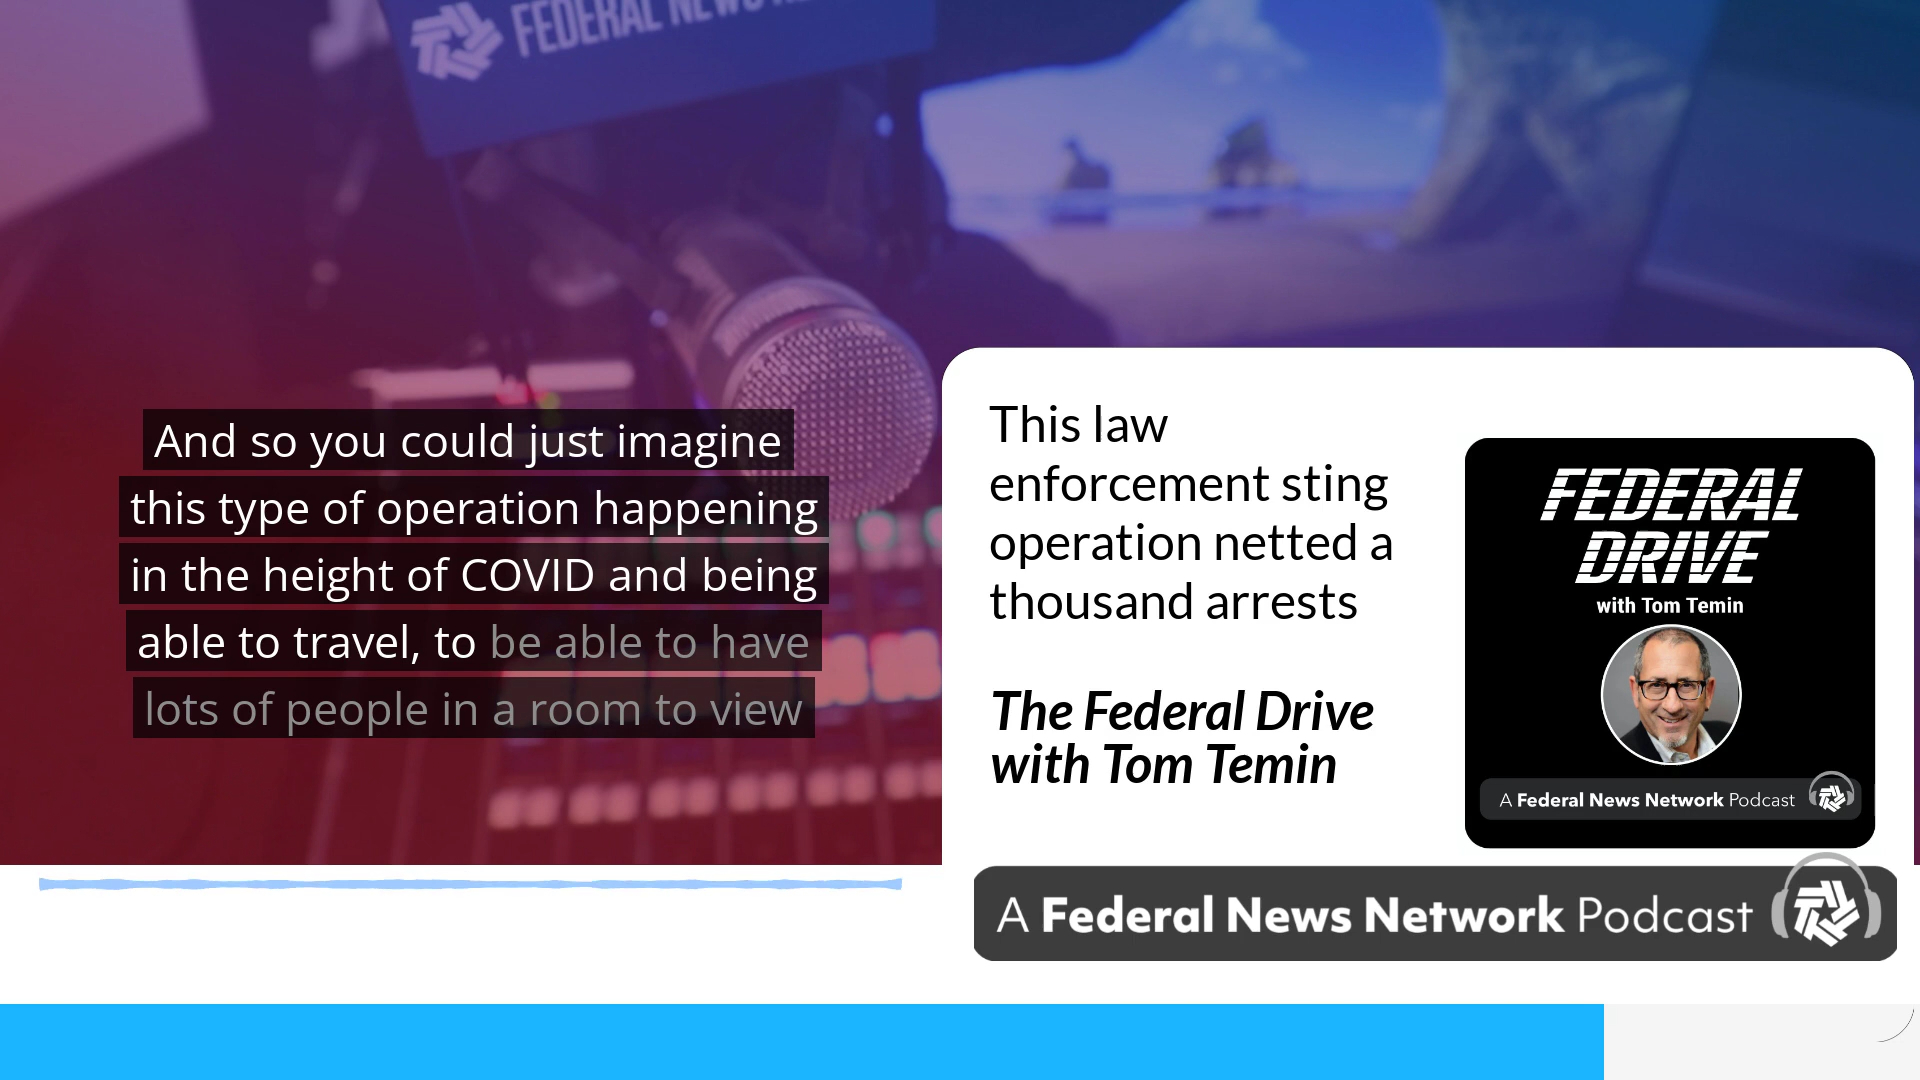 FEDERAL NEWS
And so you could just imagine
this type of operation happening
in the height of COVID and being
able to travel, to be able to have
lots of people in a room to view
This law
enforcement sting
operation netted a
thousand arrests
The Federal Drive
with Tom Temin
FEDERAL
DRIVE
with Tom Temin
A Federal News Network Podcast
A Federal News Network Podcast